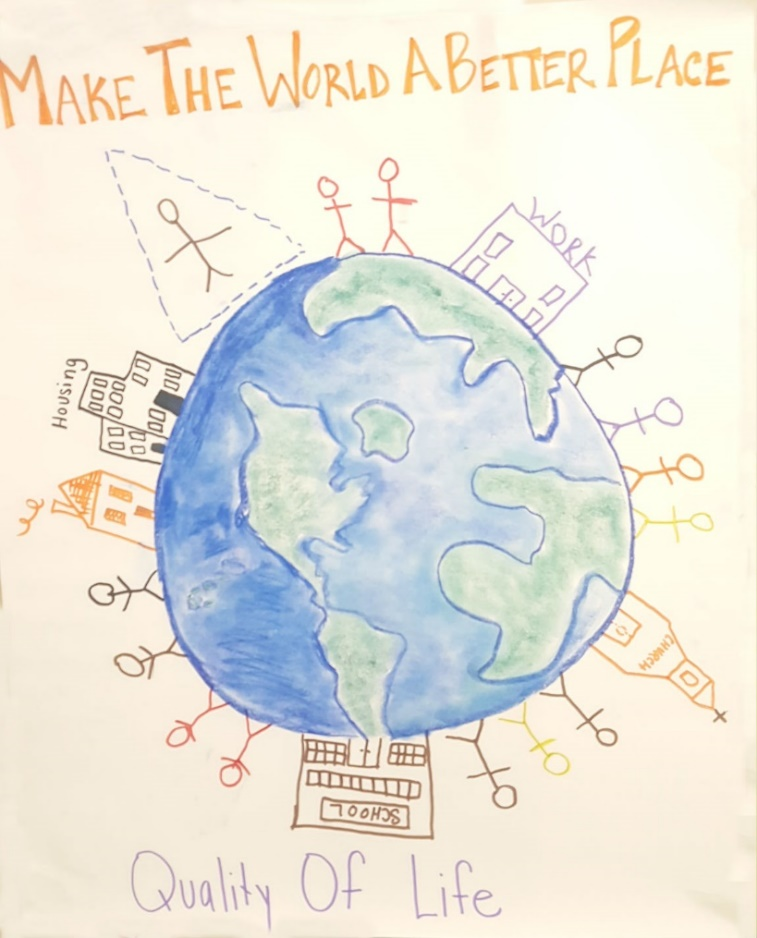 MAKE THE WORLD A BETTER PLACE
WORK
Housing
CHURCH
SCHOOL
Quality Of Life